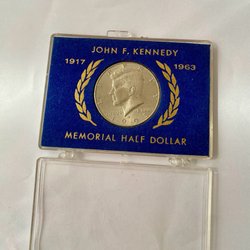 JOHN F. KENNEDY
1917 1963
MEMORIAL HALF DOLLAR